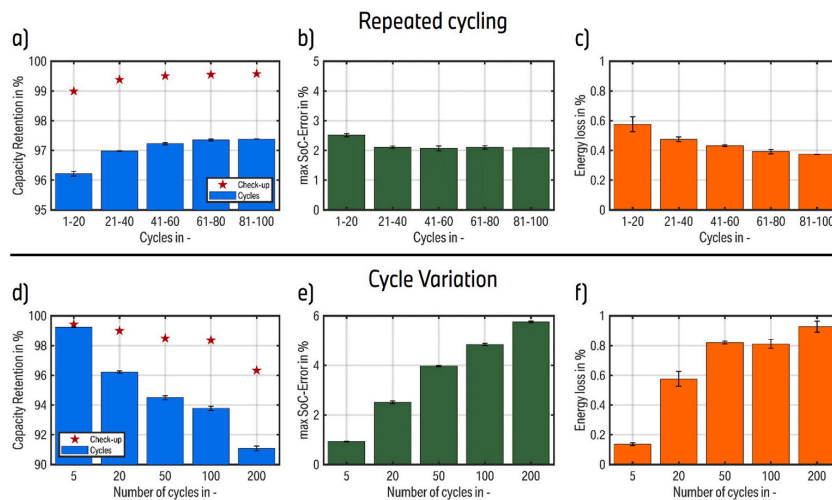 Repeated cycling
a)
Capacity Retention in %
100
99
98
97
96
95
1-20 21-40 41-60 61-80 81-100
Cycles in -
Check-up
Cycles
b)
max SoC-Error in %
5
4
3
2
1
0
1-20 21-40 41-60 61-80 81-100
Cycles in -
c)
Energy loss in %
1
0.8
0.6
0.4
0.2
0
1-20 21-40 41-60 61-80 81-100
Cycles in -
Cycle Variation
d)
Capacity Retention in %
100
98
96
94
92
90
5 20 50 100 200
Number of cycles in -
Check-up
Cycles
e)
max SoC-Error in %
6
4
2
0
5 20 50 100 200
Number of cycles in -
f)
Energy loss in %
1
0.8
0.6
0.4
0.2
0
5 20 50 100 200
Number of cycles in -